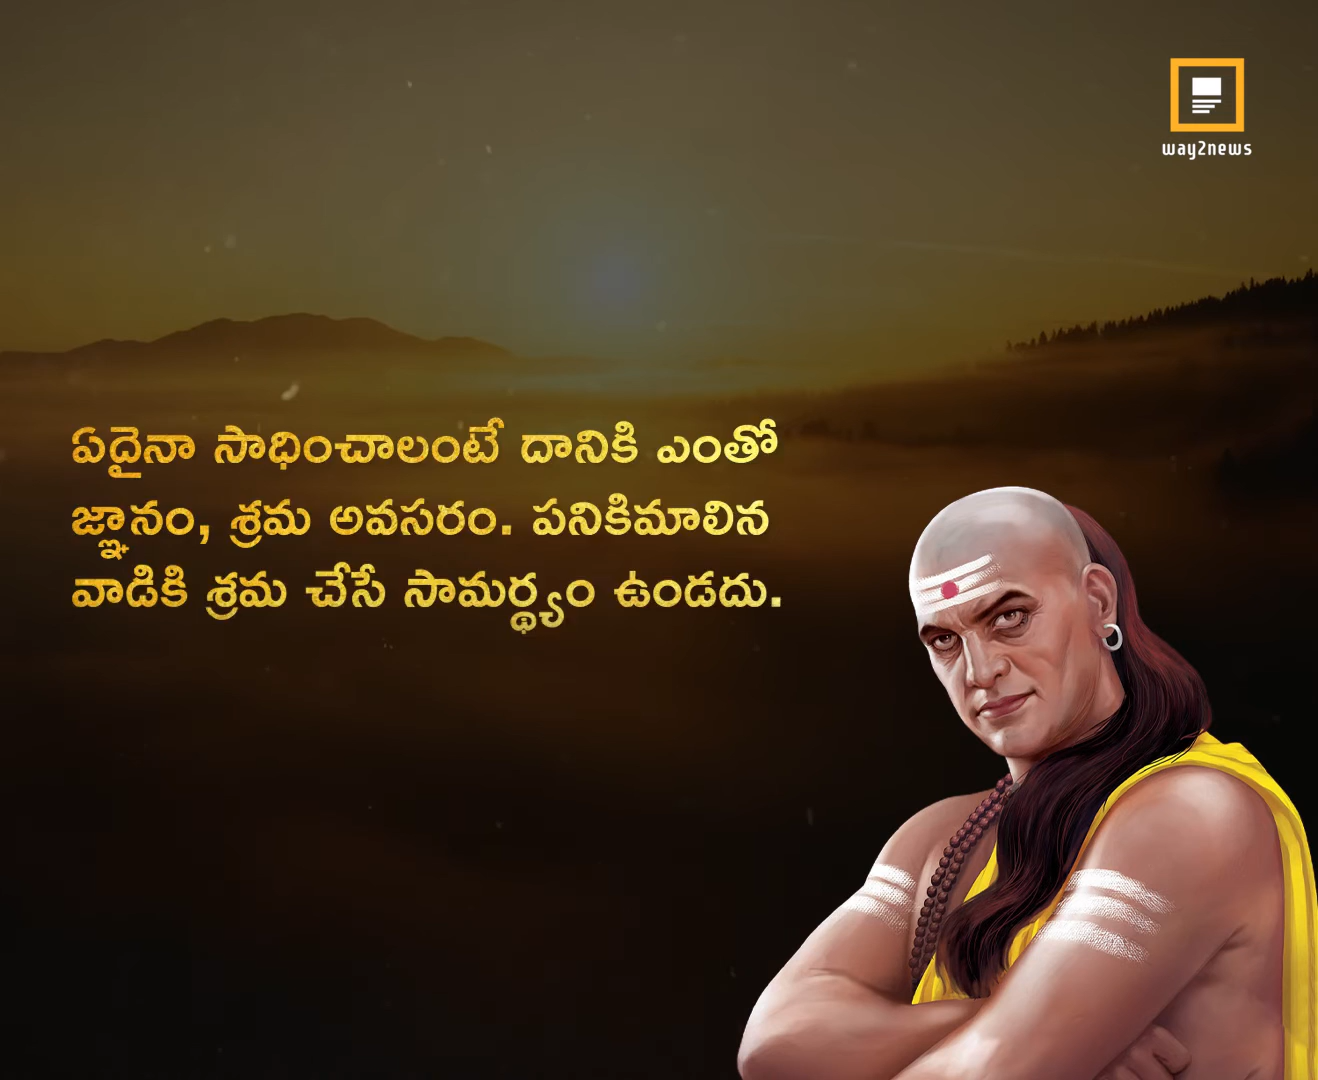 way2news
ఏదైనా సాధించాలంటే దానికి ఎంతో
జ్ఞానం, శ్రమ అవసరం. పనికిమాలిన
వాడికి శ్రమ చేసే సామర్థ్యం ఉండదు.